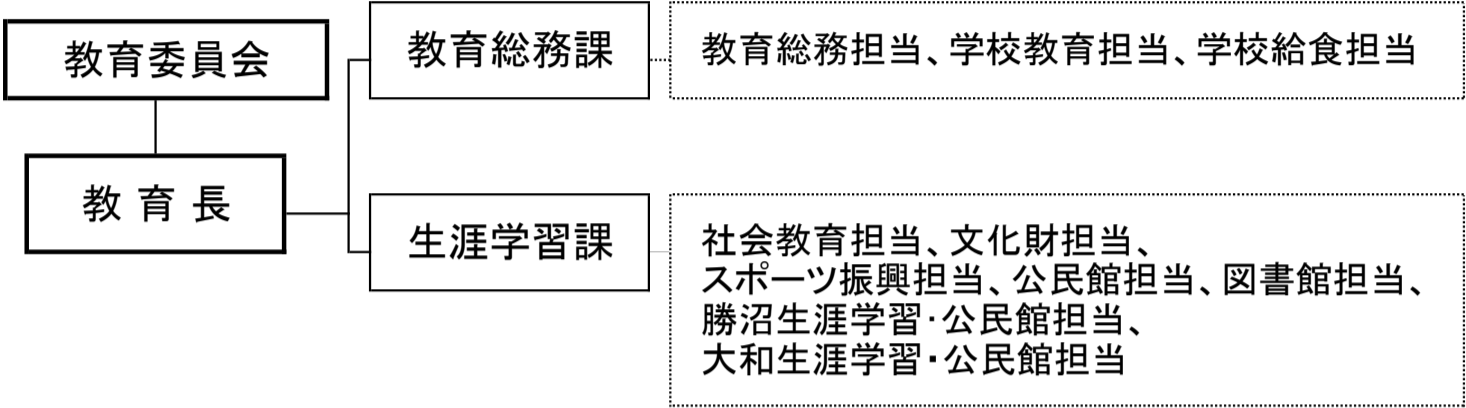 教育委員会
教育長
教育総務課
教育総務担当、学校教育担当、学校給食担当
生涯学習課
社会教育担当、文化財担当、
スポーツ振興担当、公民館担当、図書館担当、
勝沼生涯学習・公民館担当、
大和生涯学習・公民館担当